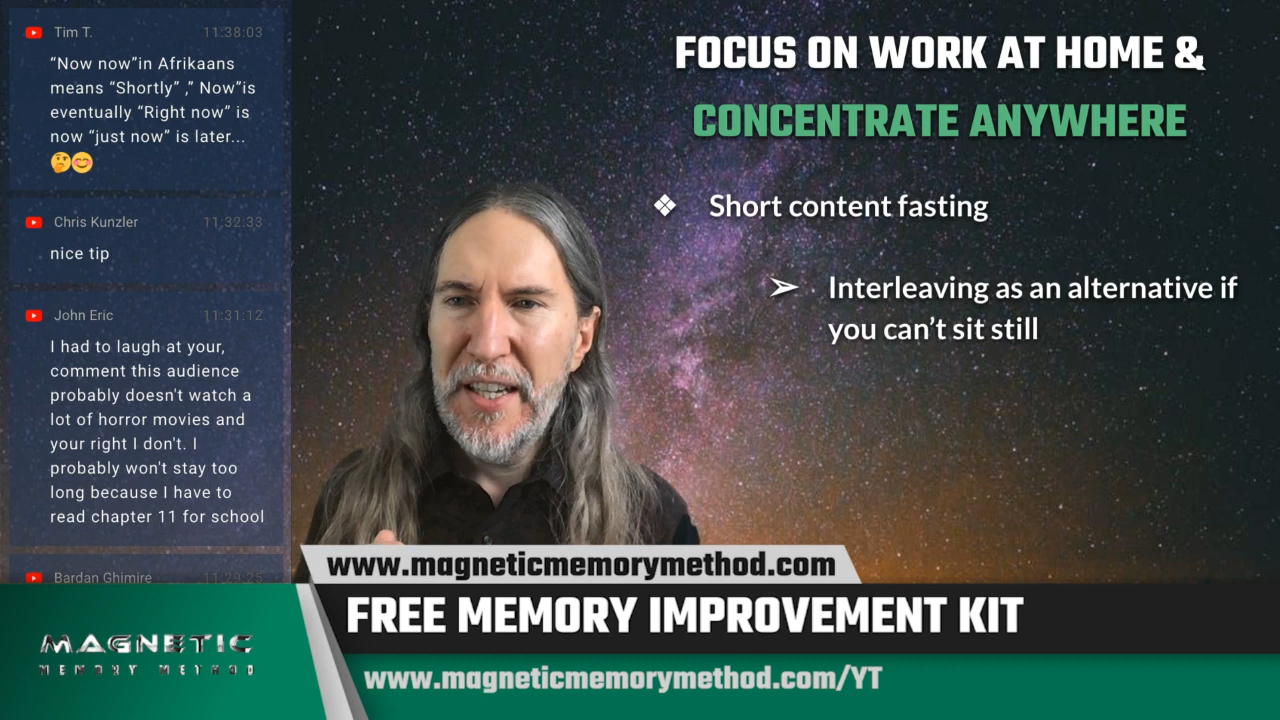 Tim T. 11:38:03
“Now now”in Afrikaans
means “Shortly” ,” Now”is
eventually “Right now” is
now “just now” is later...
🤔😊
Chris Kunzler 11:32:33
nice tip
John Eric 11:31:12
I had to laugh at your,
comment this audience
probably doesn't watch a
lot of horror movies and
your right I don't. I
probably won't stay too
long because I have to
read chapter 11 for school
Bardan Ghimire 11:29:25
FOCUS ON WORK AT HOME &
CONCENTRATE ANYWHERE
❖ Short content fasting
➢ Interleaving as an alternative if
you can’t sit still
www.magneticmemorymethod.com
FREE MEMORY IMPROVEMENT KIT
www.magneticmemorymethod.com/YT
MAGNETIC
MEMORY METHOD